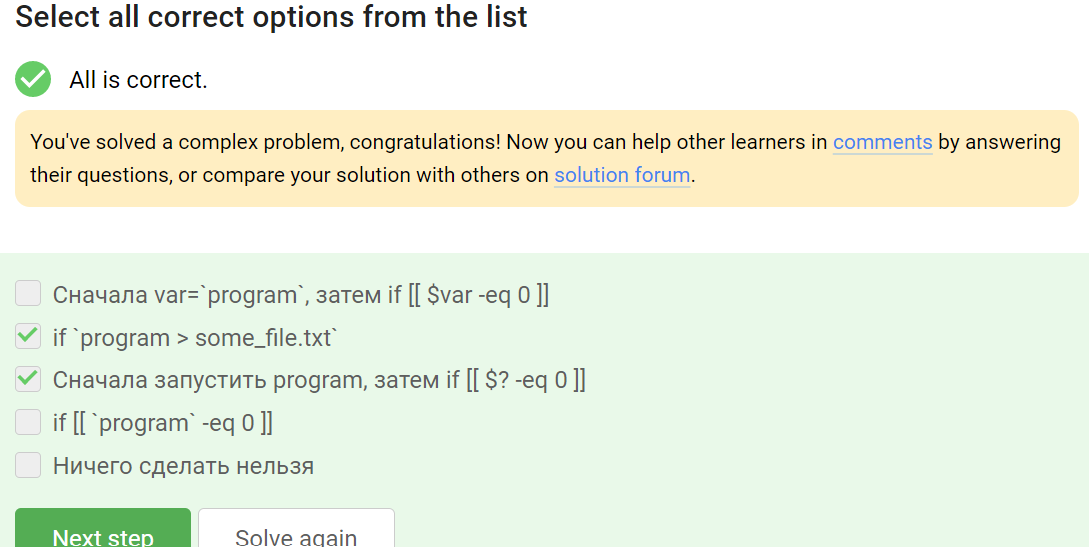 Select all correct options from the list
All is correct.
You've solved a complex problem, congratulations! Now you can help other learners in comments by answering
their questions, or compare your solution with others on solution forum.
Сначала var=`program`, затем if [[ $var -eq 0 ]]
if `program > some_file.txt`
Сначала запустить program, затем if [[ $? -eq 0 ]]
if [[ `program` -eq 0 ]]
Ничего сделать нельзя
Next step Solve again